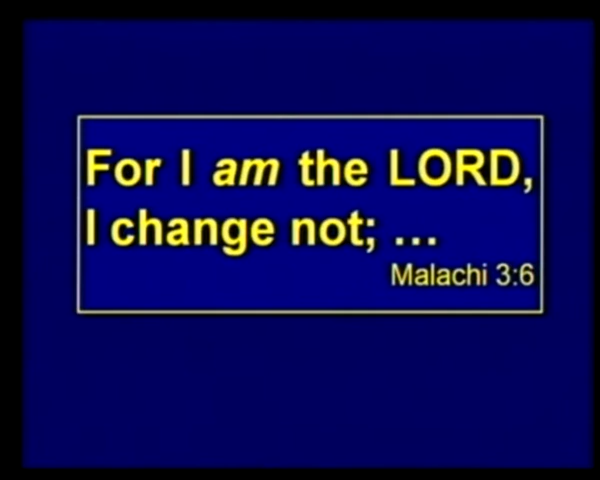 For I am the LORD,
I change not; ...
Malachi 3:6